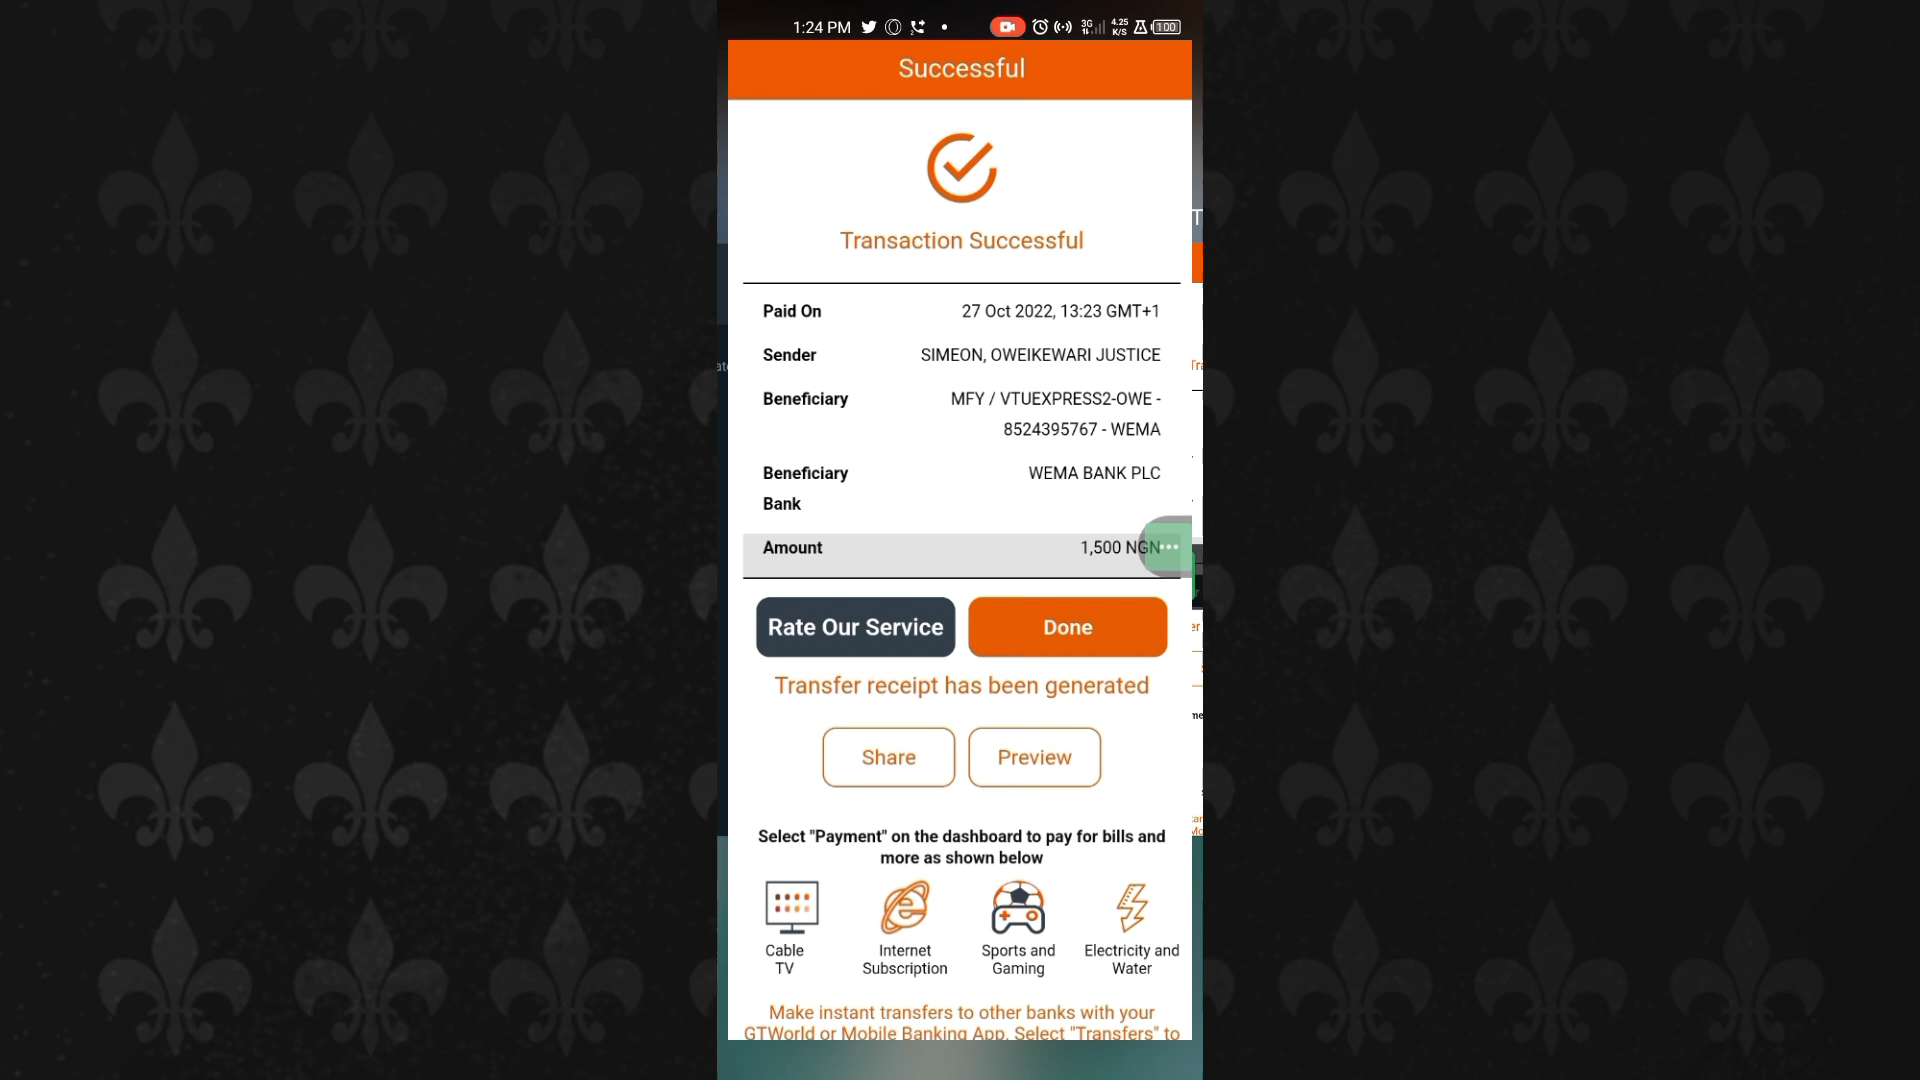 1:24 PM
3G
4.25
K/S
100
Successful
Transaction Successful
Paid On 27 Oct 2022, 13:23 GMT+1
Sender SIMEON, OWEIKEWARI JUSTICE
Beneficiary MFY / VTUEXPRESS2-OWE -
8524395767 - WEMA
Beneficiary WEMA BANK PLC
Bank
Amount 1,500 NGN
Rate Our Service Done
Transfer receipt has been generated
Share Preview
Select "Payment" on the dashboard to pay for bills and
more as shown below
Cable Internet Sports and Electricity and
TV Subscription Gaming Water
Make instant transfers to other banks with your
GTWorld or Mobile Banking App. Select "Transfers" to